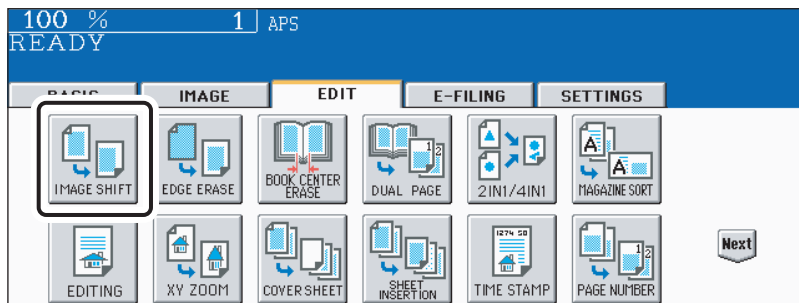 100 % 1 APS
READY
BASIC IMAGE EDIT E-FILING SETTINGS
IMAGE SHIFT EDGE ERASE BOOK CENTER ERASE DUAL PAGE 2IN1/4IN1 MAGAZINE SORT
EDITING XY ZOOM COVER SHEET SHEET INSERTION TIME STAMP PAGE NUMBER Next